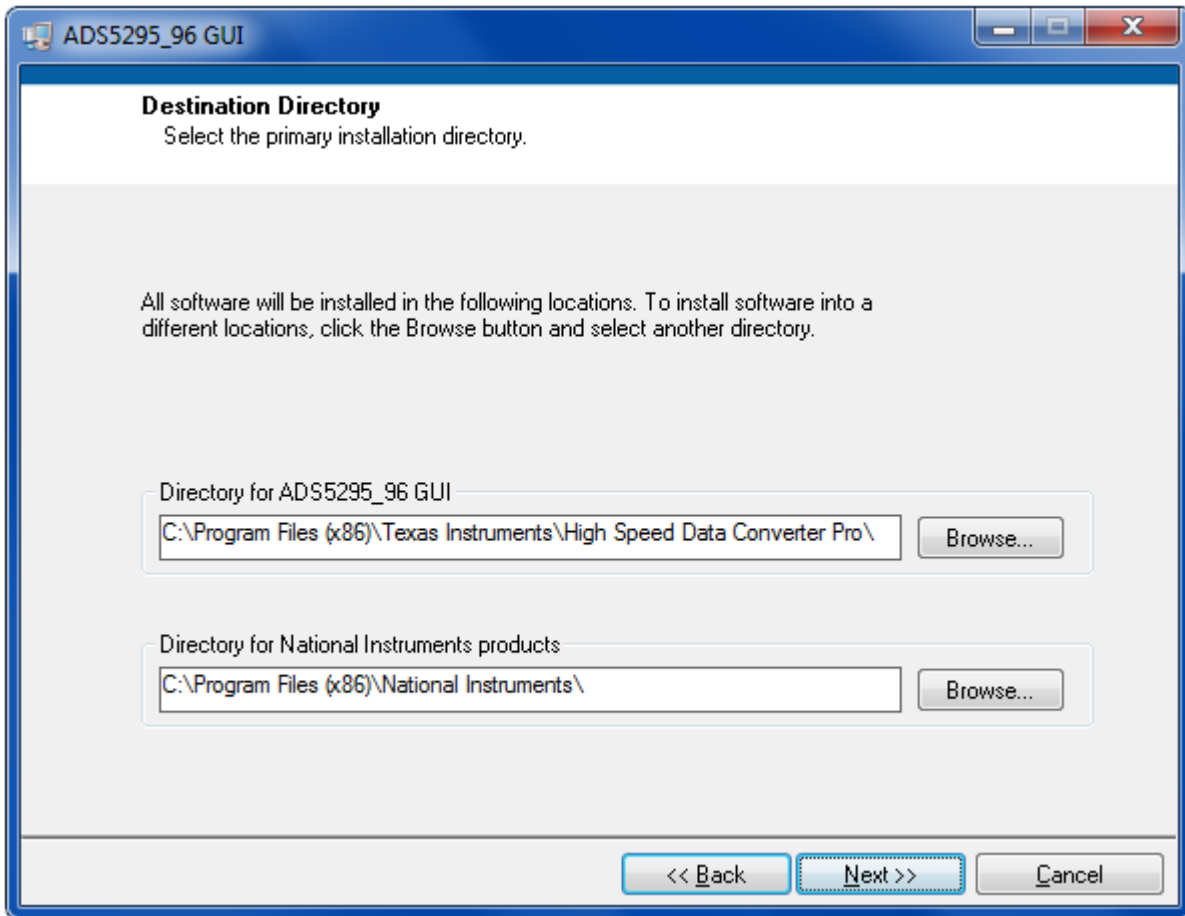 ADS5295_96 GUI
Destination Directory
Select the primary installation directory.
All software will be installed in the following locations. To install software into a
different locations, click the Browse button and select another directory.
Directory for ADS5295_96 GUI
C:\Program Files (x86)\Texas Instruments\High Speed Data Converter Pro\
Browse...
Directory for National Instruments products
C:\Program Files (x86)\National Instruments\
Browse...
<< Back
Next >>
Cancel